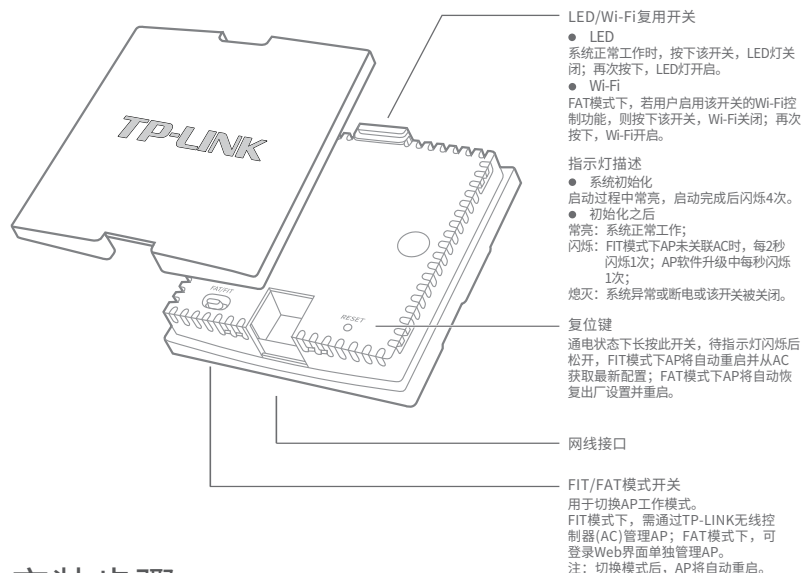 LED/Wi-Fi复用开关
● LED
系统正常工作时，按下该开关，LED灯关
闭；再次按下，LED灯开启。
● Wi-Fi
FAT模式下，若用户启用该开关的Wi-Fi控
制功能，则按下该开关，Wi-Fi关闭；再次
按下，Wi-Fi开启。
指示灯描述
● 系统初始化
启动过程中常亮，启动完成后闪烁4次。
● 初始化之后
常亮：系统正常工作；
闪烁：FIT模式下AP未关联AC时，每2秒
闪烁1次；AP软件升级中每秒闪烁
1次；
熄灭：系统异常或断电或该开关被关闭。
复位键
通电状态下长按此开关，待指示灯闪烁后
松开，FIT模式下AP将自动重启并从AC
获取最新配置；FAT模式下AP将自动恢
复出厂设置并重启。
网线接口
FIT/FAT模式开关
用于切换AP工作模式。
FIT模式下，需通过TP-LINK无线控
制器(AC)管理AP；FAT模式下，可
登录Web界面单独管理AP。
注：切换模式后，AP将自动重启。
TP-LINK
FAT/FIT
RESET